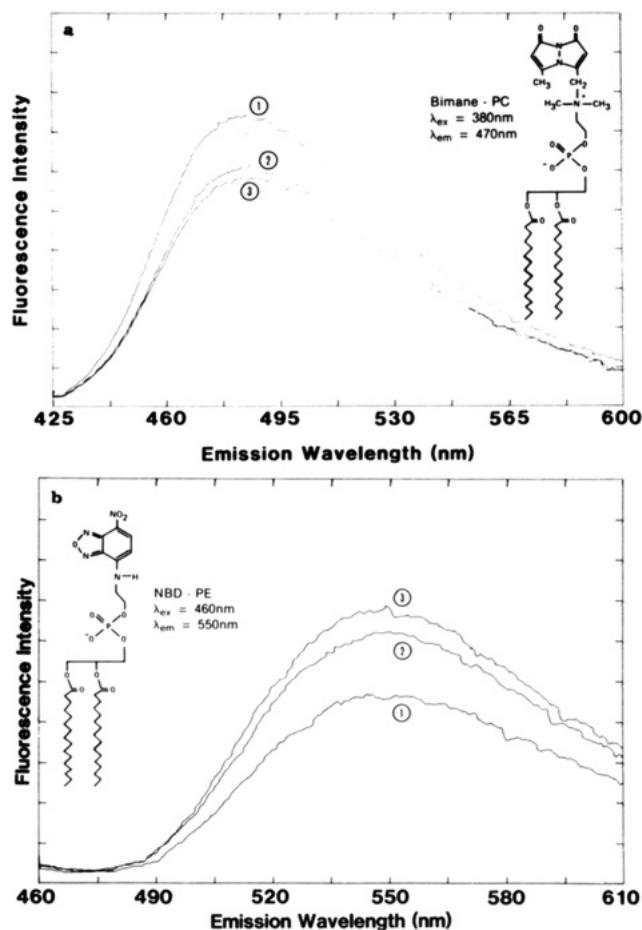 a
Fluorescence Intensity
①
②
③
Bimane - PC
λex = 380nm
λem = 470nm
O
O
N
N
CH3
CH2
H3C-N-CH3
+
O
O
P
-O
O
O
O
O
O
425 460 495 530 565 600
Emission Wavelength (nm)
b
Fluorescence Intensity
NO2
N
O
N
N-H
O
O
P
-O
O
O
O
O
O
NBD - PE
λex = 460nm
λem = 550nm
③
②
①
460 490 520 550 580 610
Emission Wavelength (nm)